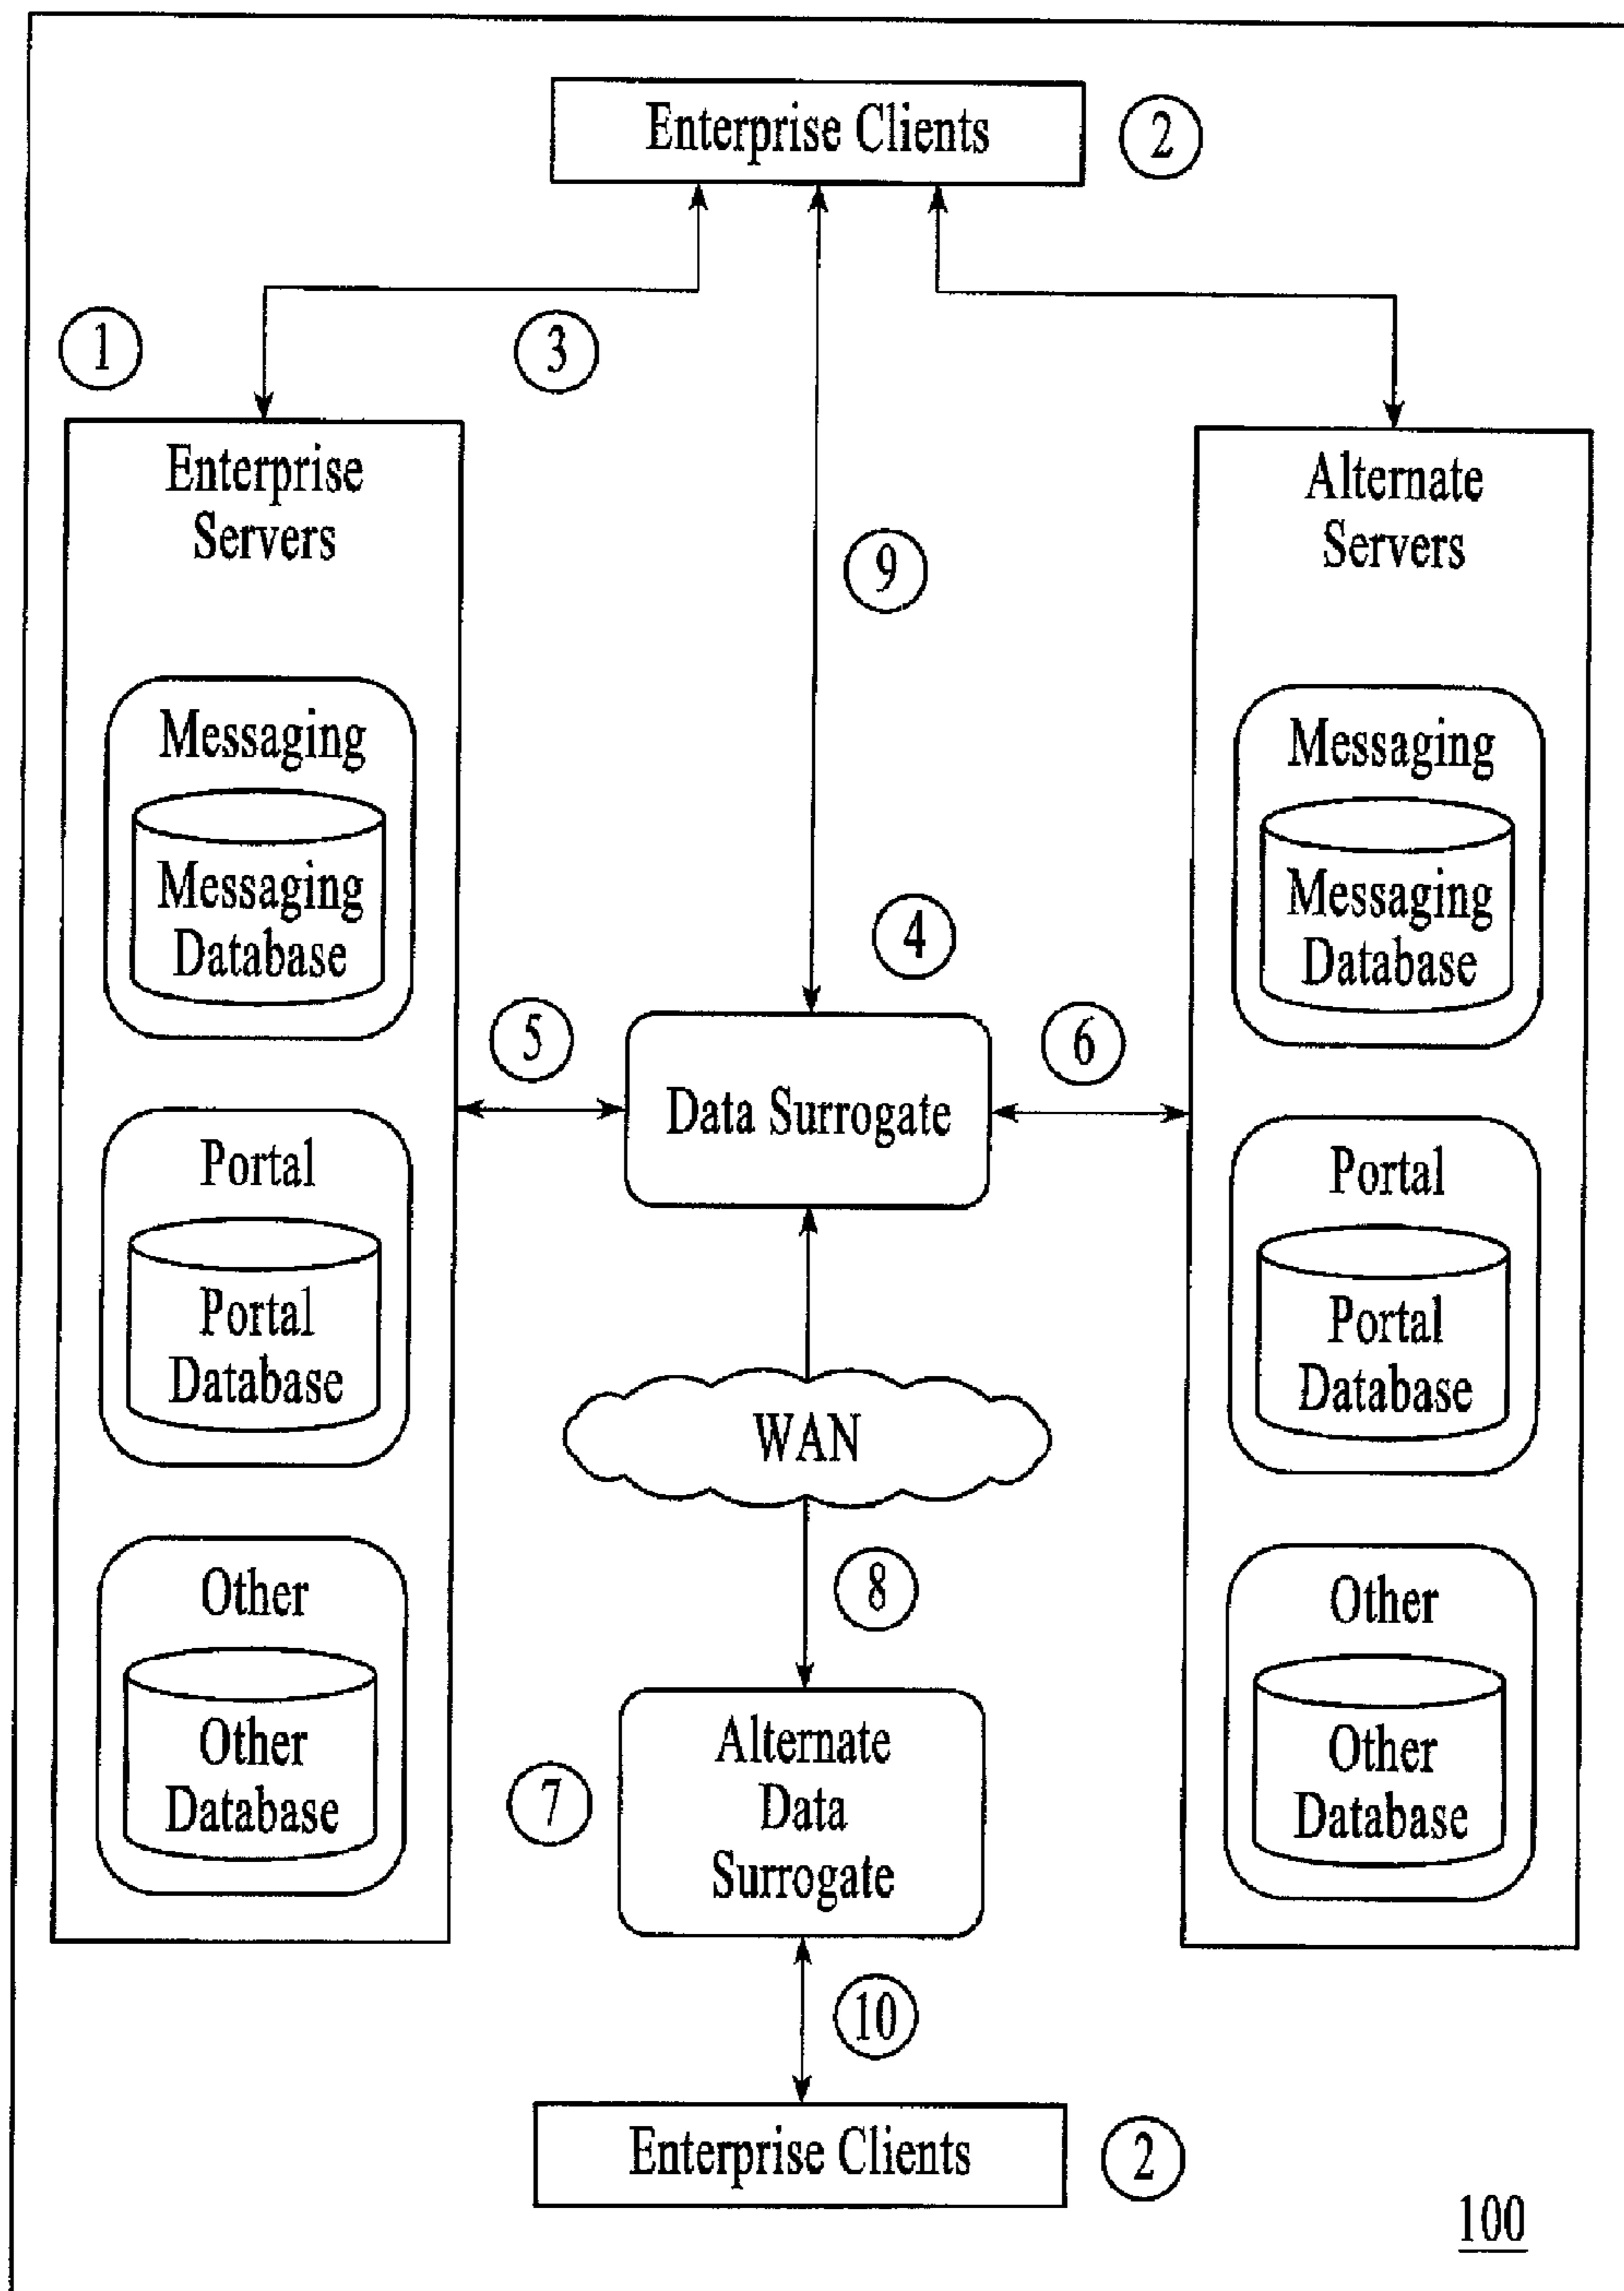 Enterprise Clients
2
1
3
Enterprise
Servers
Alternate
Servers
9
Messaging
Messaging
Database
Messaging
Messaging
Database
4
5
Data Surrogate
6
Portal
Portal
Database
Portal
Portal
Database
WAN
8
Other
Other
Database
Other
Other
Database
7
Alternate
Data
Surrogate
10
Enterprise Clients
2
100